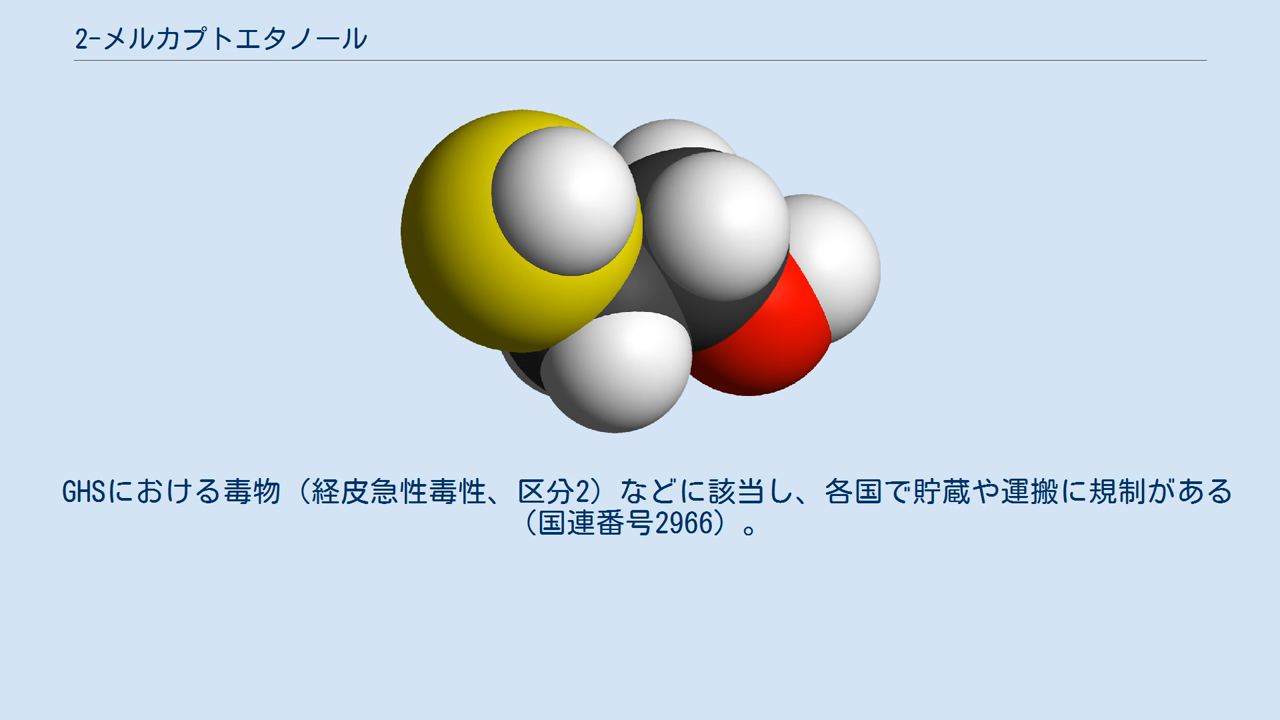 2-メルカプトエタノール
GHSにおける毒物（経皮急性毒性、区分2）などに該当し、各国で貯蔵や運搬に規制がある
（国連番号2966）。